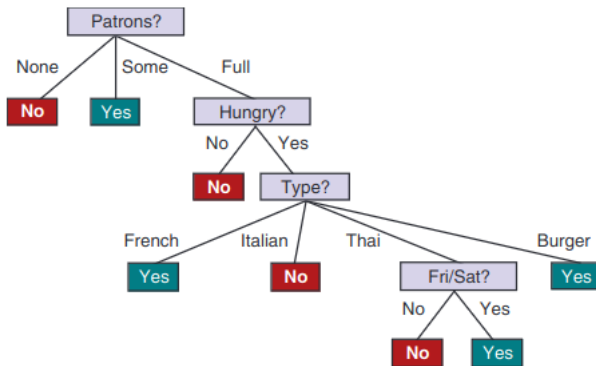 Patrons?
None Some Full
No Yes Hungry?
No Yes
No Type?
French Italian Thai Burger
Yes No Fri/Sat? Yes
No Yes
No Yes